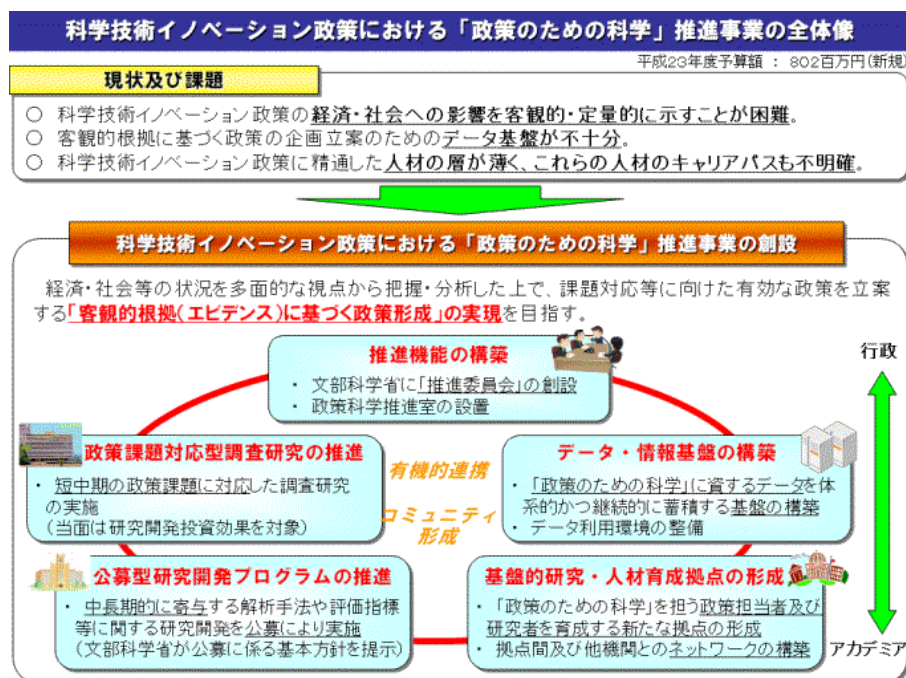 科学技術イノベーション政策における「政策のための科学」推進事業の全体像
平成23年度予算額 : 802百万円(新規)
現状及び課題
○ 科学技術イノベーション政策の経済・社会への影響を客観的・定量的に示すことが困難。
○ 客観的根拠に基づく政策の企画立案のためのデータ基盤が不十分。
○ 科学技術イノベーション政策に精通した人材の層が薄く、これらの人材のキャリアパスも不明確。
科学技術イノベーション政策における「政策のための科学」推進事業の創設
経済・社会等の状況を多面的な視点から把握・分析した上で、課題対応等に向けた有効な政策を立案
する「客観的根拠(エビデンス)に基づく政策形成」の実現を目指す。
推進機能の構築
・ 文部科学省に「推進委員会」の創設
・ 政策科学推進室の設置
行政
政策課題対応型調査研究の推進
・ 短中期の政策課題に対応した調査研究
の実施
(当面は研究開発投資効果を対象)
有機的連携
コミュニティ
形成
データ・情報基盤の構築
・ 「政策のための科学」に資するデータを体
系的かつ継続的に蓄積する基盤の構築
・ データ利用環境の整備
公募型研究開発プログラムの推進
・ 中長期的に寄与する解析手法や評価指標
等に関する研究開発を公募により実施
(文部科学省が公募に係る基本方針を提示)
基盤的研究・人材育成拠点の形成
・ 「政策のための科学」を担う政策担当者及び
研究者を育成する新たな拠点の形成
・ 拠点間及び他機関とのネットワークの構築
アカデミア